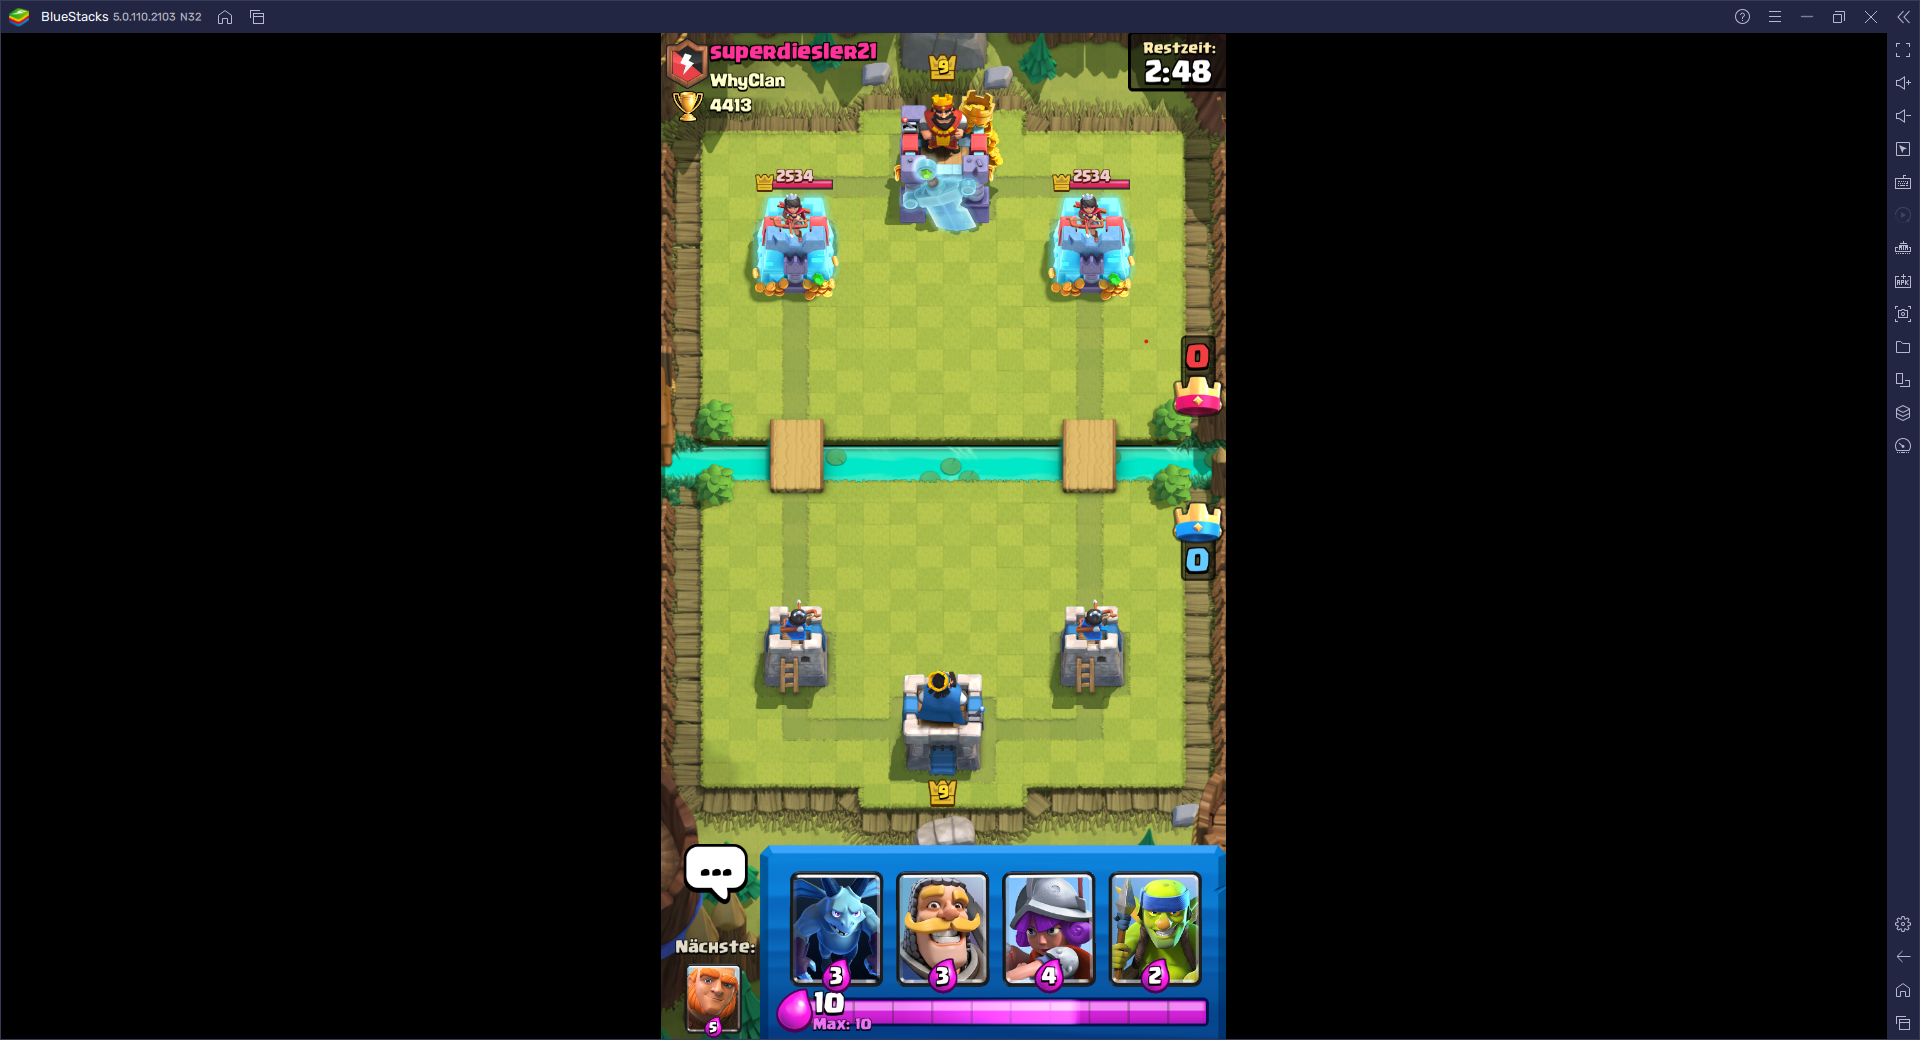 BlueStacks 5.0.110.2103 N32
superdiesler21
WhyClan
4413
Restzeit:
2:48
9
2534
2534
0
0
9
Nächste:
5
3
3
4
2
10
Max: 10